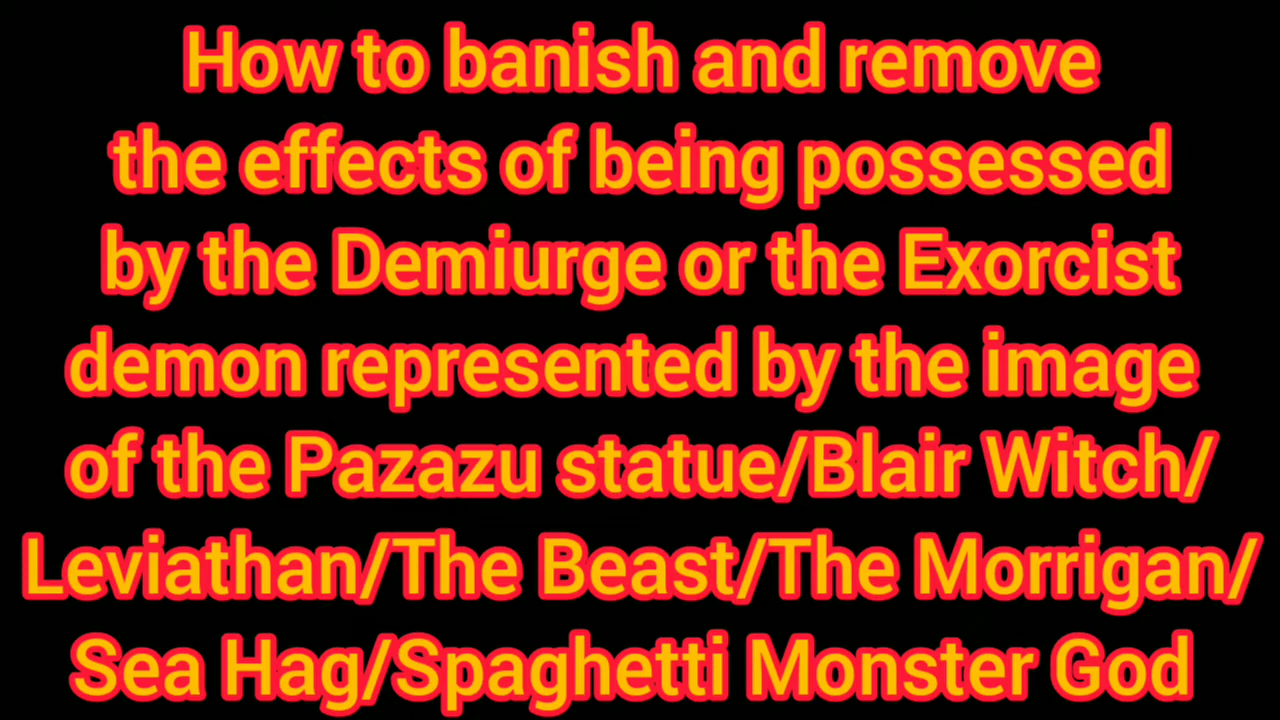 How to banish and remove
the effects of being possessed
by the Demiurge or the Exorcist
demon represented by the image
of the Pazazu statue/Blair Witch/
Leviathan/The Beast/The Morrigan/
Sea Hag/Spaghetti Monster God